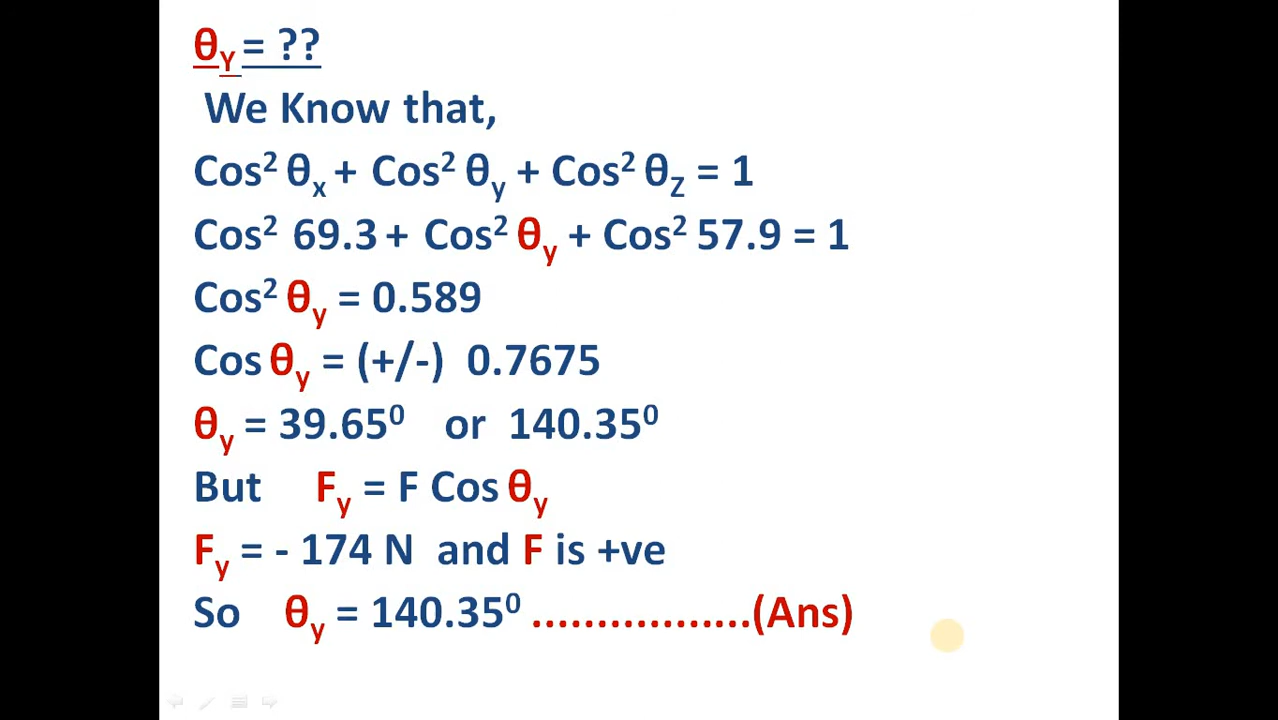 θY = ??
We Know that,
Cos² θx + Cos² θy + Cos² θZ = 1
Cos² 69.3 + Cos² θy + Cos² 57.9 = 1
Cos² θy = 0.589
Cos θy = (+/-) 0.7675
θy = 39.65⁰ or 140.35⁰
But Fy = F Cos θy
Fy = - 174 N and F is +ve
So θy = 140.35⁰ .................(Ans)